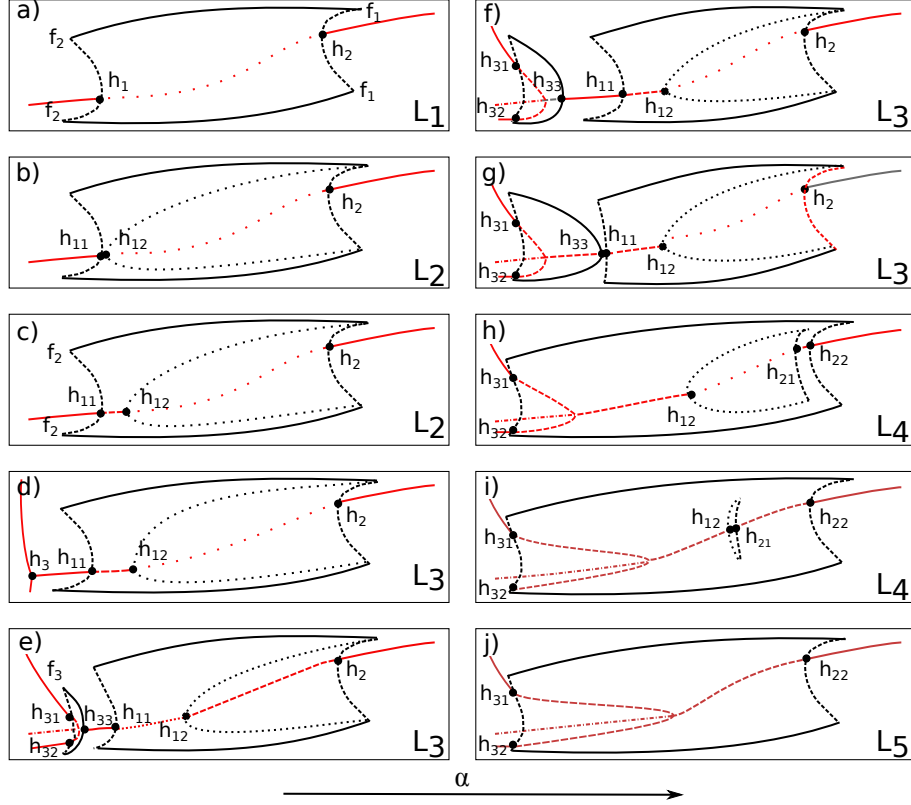 a)
f₁
f₂
h₁
h₂
f₂
f₁
L₁
b)
h₁₁
h₁₂
h₂
L₂
c)
f₂
h₁₁
h₁₂
h₂
f₂
L₂
d)
h₃
h₁₁
h₁₂
h₂
L₃
e)
f₃
h₃₁
h₃₃
h₁₁
h₁₂
h₂
h₃₂
L₃
f)
h₃₁
h₃₃
h₁₁
h₁₂
h₂
h₃₂
L₃
g)
h₃₁
h₃₃
h₁₁
h₁₂
h₂
h₃₂
L₃
h)
h₃₁
h₁₂
h₂₁
h₂₂
h₃₂
L₄
i)
h₃₁
h₁₂
h₂₁
h₂₂
h₃₂
L₄
j)
h₃₁
h₂₂
h₃₂
L₅
α